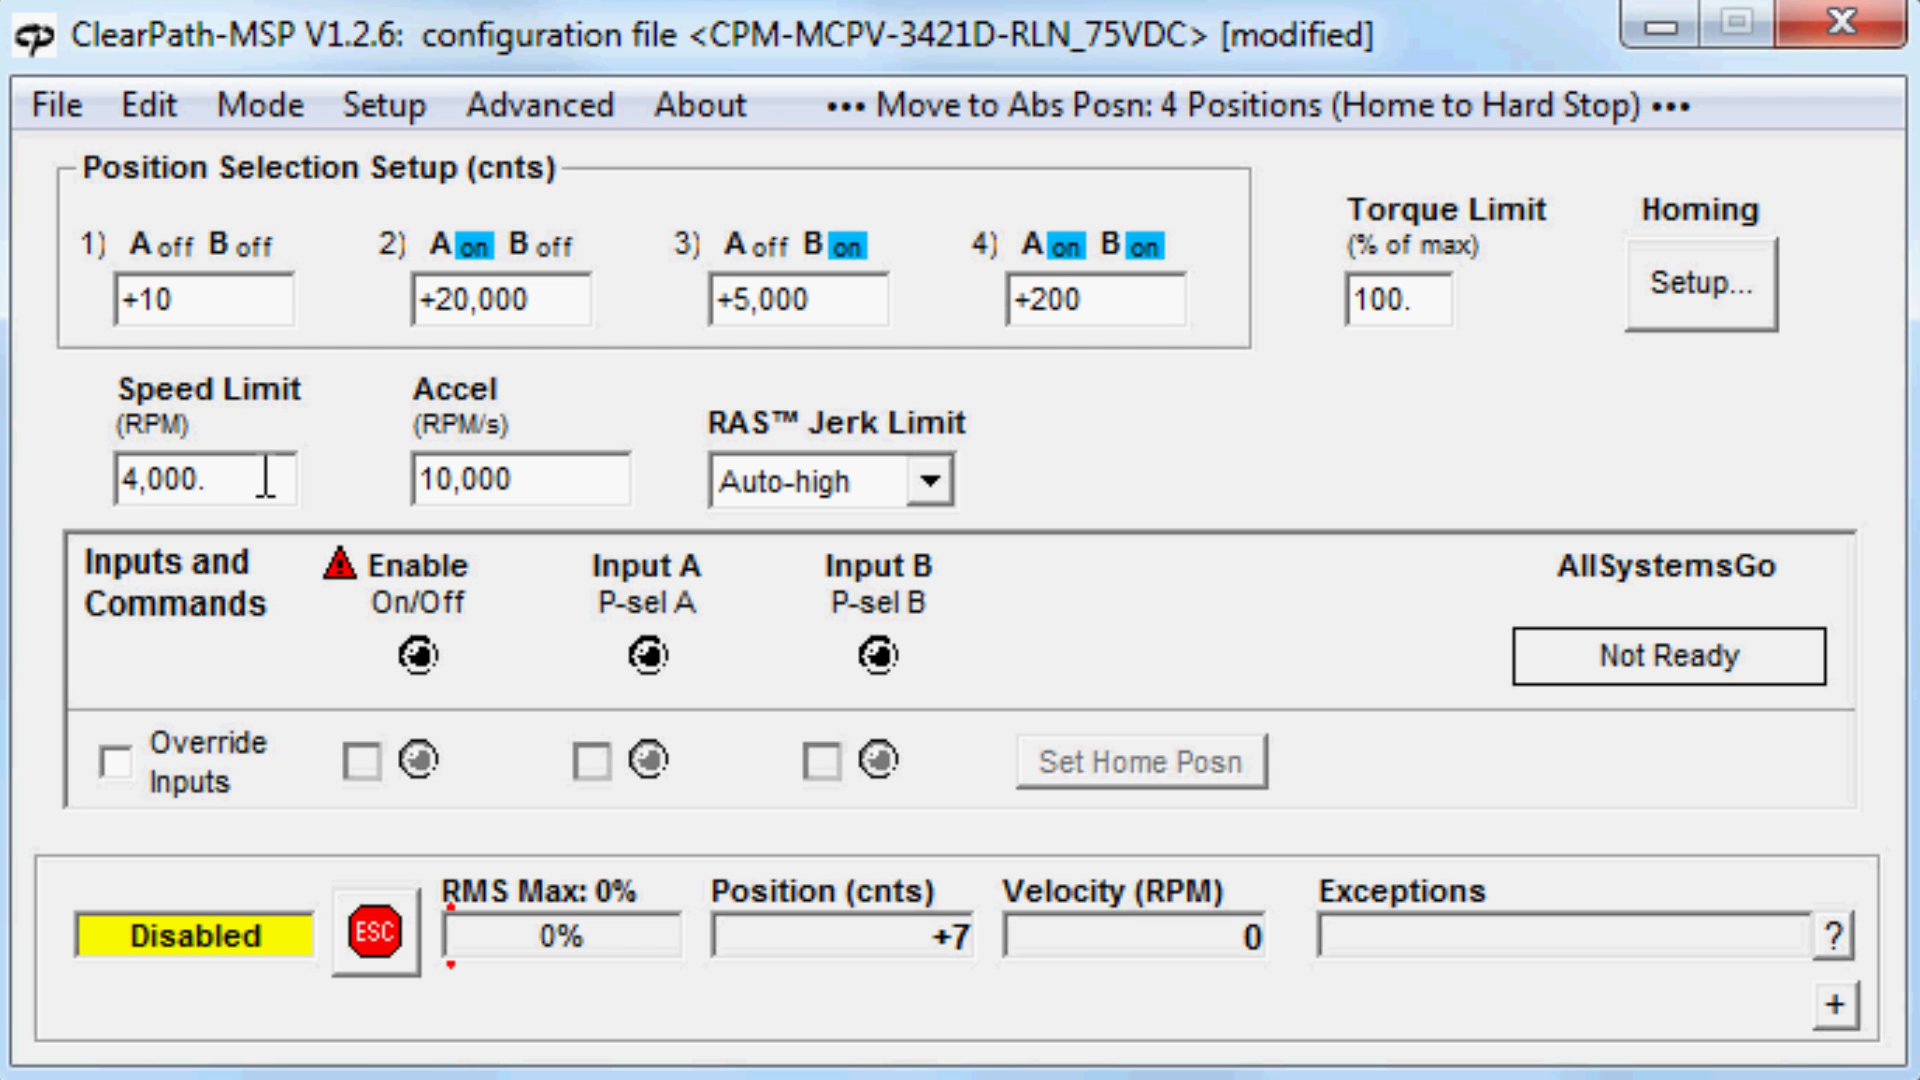 ClearPath-MSP V1.2.6: configuration file <CPM-MCPV-3421D-RLN_75VDC> [modified]
File Edit Mode Setup Advanced About ••• Move to Abs Posn: 4 Positions (Home to Hard Stop) •••
Position Selection Setup (cnts)
1) A off B off 2) A on B off 3) A off B on 4) A on B on
+10 +20,000 +5,000 +200
Torque Limit
(% of max)
100.
Homing
Setup...
Speed Limit
(RPM)
4,000.
Accel
(RPM/s)
10,000
RAS™ Jerk Limit
Auto-high
Inputs and
Commands
Enable
On/Off
Input A
P-sel A
Input B
P-sel B
AllSystemsGo
Not Ready
Override
Inputs
Set Home Posn
Disabled
ESC
RMS Max: 0%
0%
Position (cnts)
+7
Velocity (RPM)
0
Exceptions
?
+